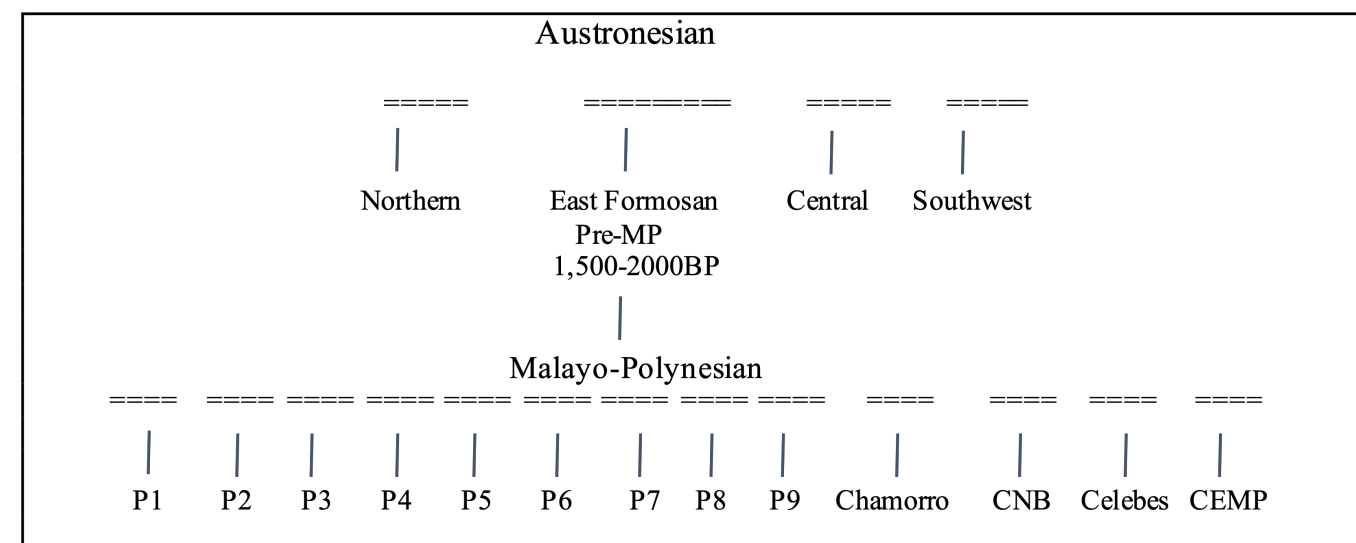 Austronesian
===== ========= ===== =====
Northern East Formosan Central Southwest
Pre-MP
1,500-2000BP
Malayo-Polynesian
==== ==== ==== ==== ==== ==== ==== ==== ==== ==== ==== ==== ====
P1 P2 P3 P4 P5 P6 P7 P8 P9 Chamorro CNB Celebes CEMP